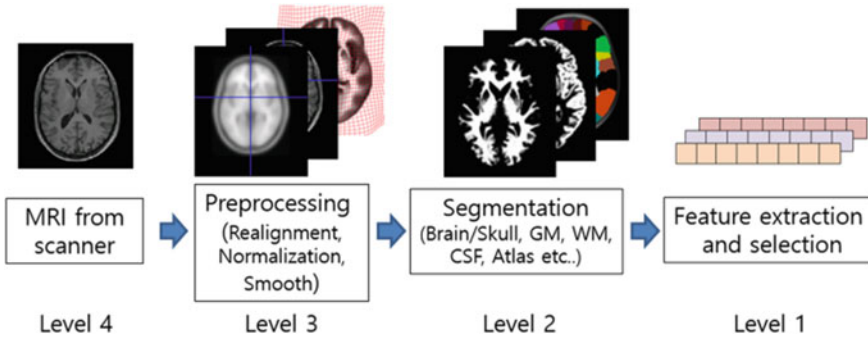 MRI from
scanner
Preprocessing
(Realignment,
Normalization,
Smooth)
Segmentation
(Brain/Skull, GM, WM,
CSF, Atlas etc..)
Feature extraction
and selection
Level 4
Level 3
Level 2
Level 1